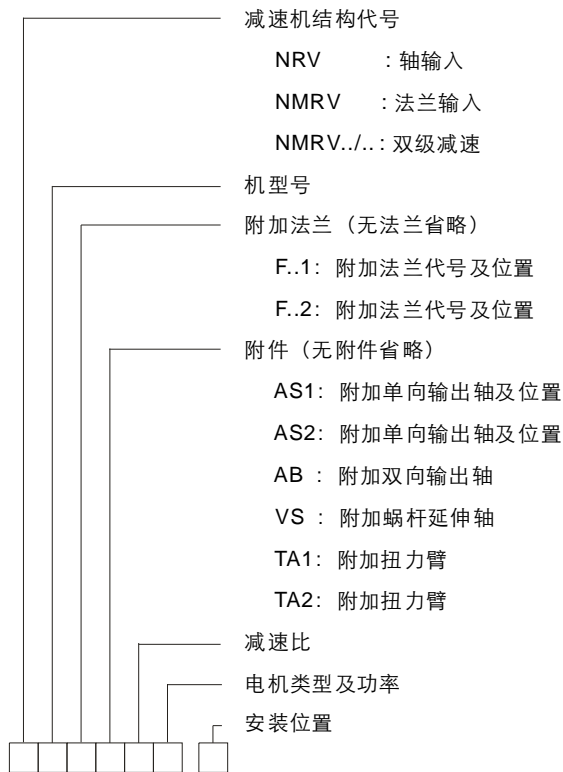 减速机结构代号
NRV : 轴输入
NMRV : 法兰输入
NMRV../.. : 双级减速
机型号
附加法兰（无法兰省略）
F..1: 附加法兰代号及位置
F..2: 附加法兰代号及位置
附件（无附件省略）
AS1: 附加单向输出轴及位置
AS2: 附加单向输出轴及位置
AB : 附加双向输出轴
VS : 附加蜗杆延伸轴
TA1: 附加扭力臂
TA2: 附加扭力臂
减速比
电机类型及功率
安装位置